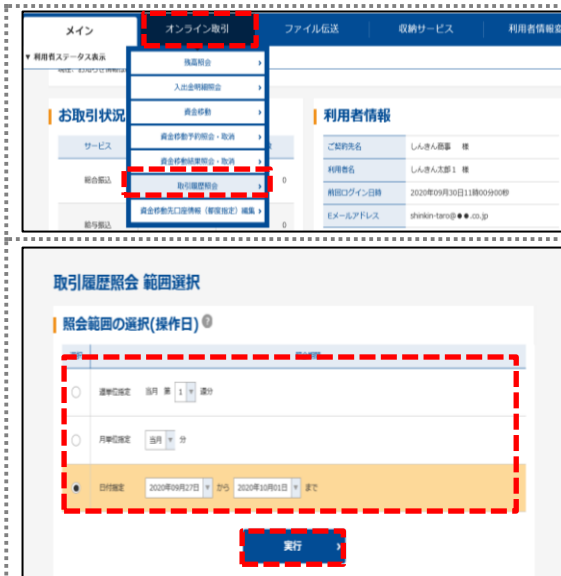 メイン オンライン取引 ファイル伝送 収納サービス 利用者情報変
▼ 利用者ステータス表示
残高照会 ›
入出金明細照会 ›
資金移動 ›
資金移動予約照会・取消 ›
資金移動結果照会・取消 ›
取引履歴照会 ›
資金移動先口座情報（都度指定）編集 ›
お取引状況
サービス
総合振込 0
給与振込 0
利用者情報
ご契約先名 しんきん商事 様
利用者名 しんきん太郎1 様
前回ログイン日時 2020年09月30日11時00分00秒
Eメールアドレス shinkin-taro@●●.co.jp
取引履歴照会 範囲選択
照会範囲の選択(操作日) ?
週単位指定 当月 第 1 週分
月単位指定 当月 分
日付指定 2020年09月27日 から 2020年10月01日 まで
実行 ›